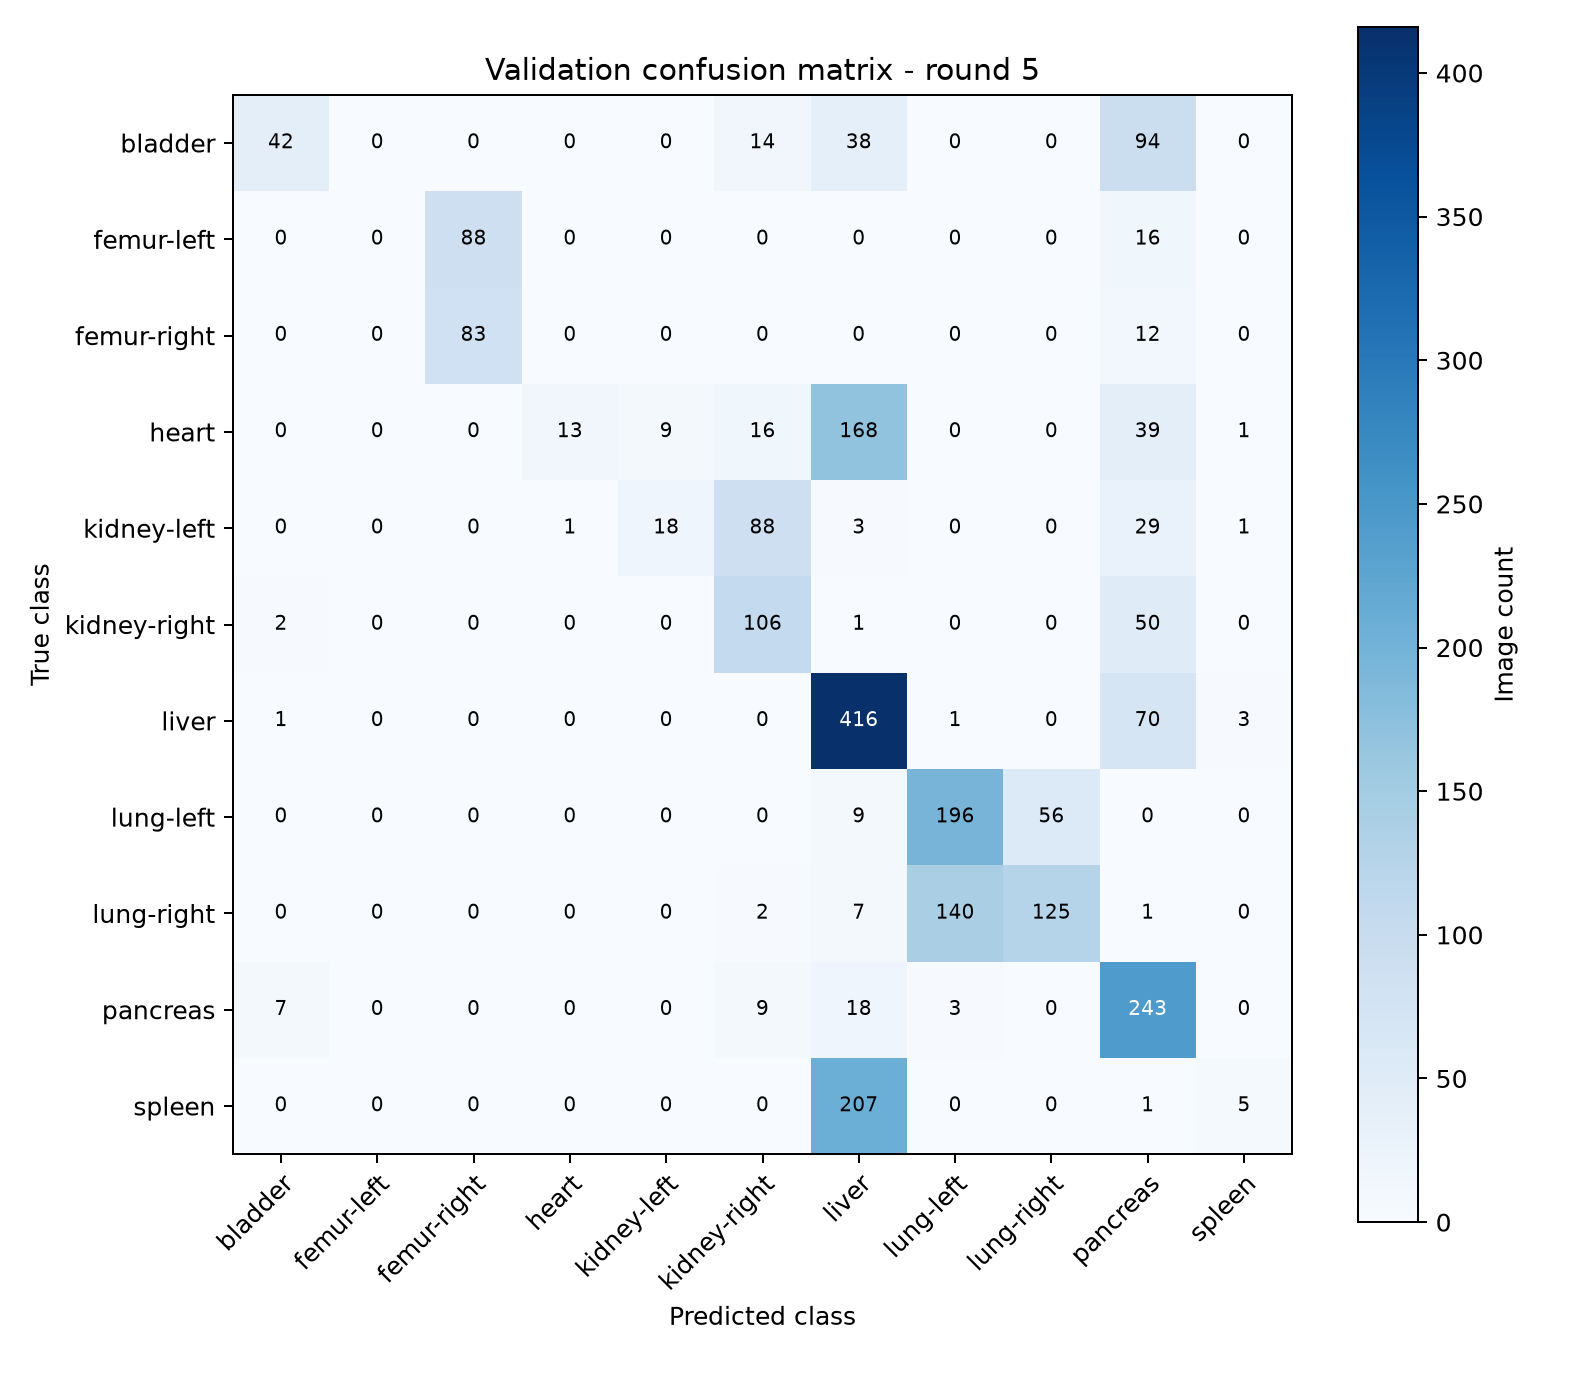 Validation confusion matrix - round 5
bladder 42 0 0 0 0 14 38 0 0 94 0
femur-left 0 0 88 0 0 0 0 0 0 16 0
femur-right 0 0 83 0 0 0 0 0 0 12 0
heart 0 0 0 13 9 16 168 0 0 39 1
kidney-left 0 0 0 1 18 88 3 0 0 29 1
kidney-right 2 0 0 0 0 106 1 0 0 50 0
liver 1 0 0 0 0 0 416 1 0 70 3
lung-left 0 0 0 0 0 0 9 196 56 0 0
lung-right 0 0 0 0 0 2 7 140 125 1 0
pancreas 7 0 0 0 0 9 18 3 0 243 0
spleen 0 0 0 0 0 0 207 0 0 1 5
bladder femur-left femur-right heart kidney-left kidney-right liver lung-left lung-right pancreas spleen
Predicted class
True class
400
350
300
250
200
150
100
50
0
Image count